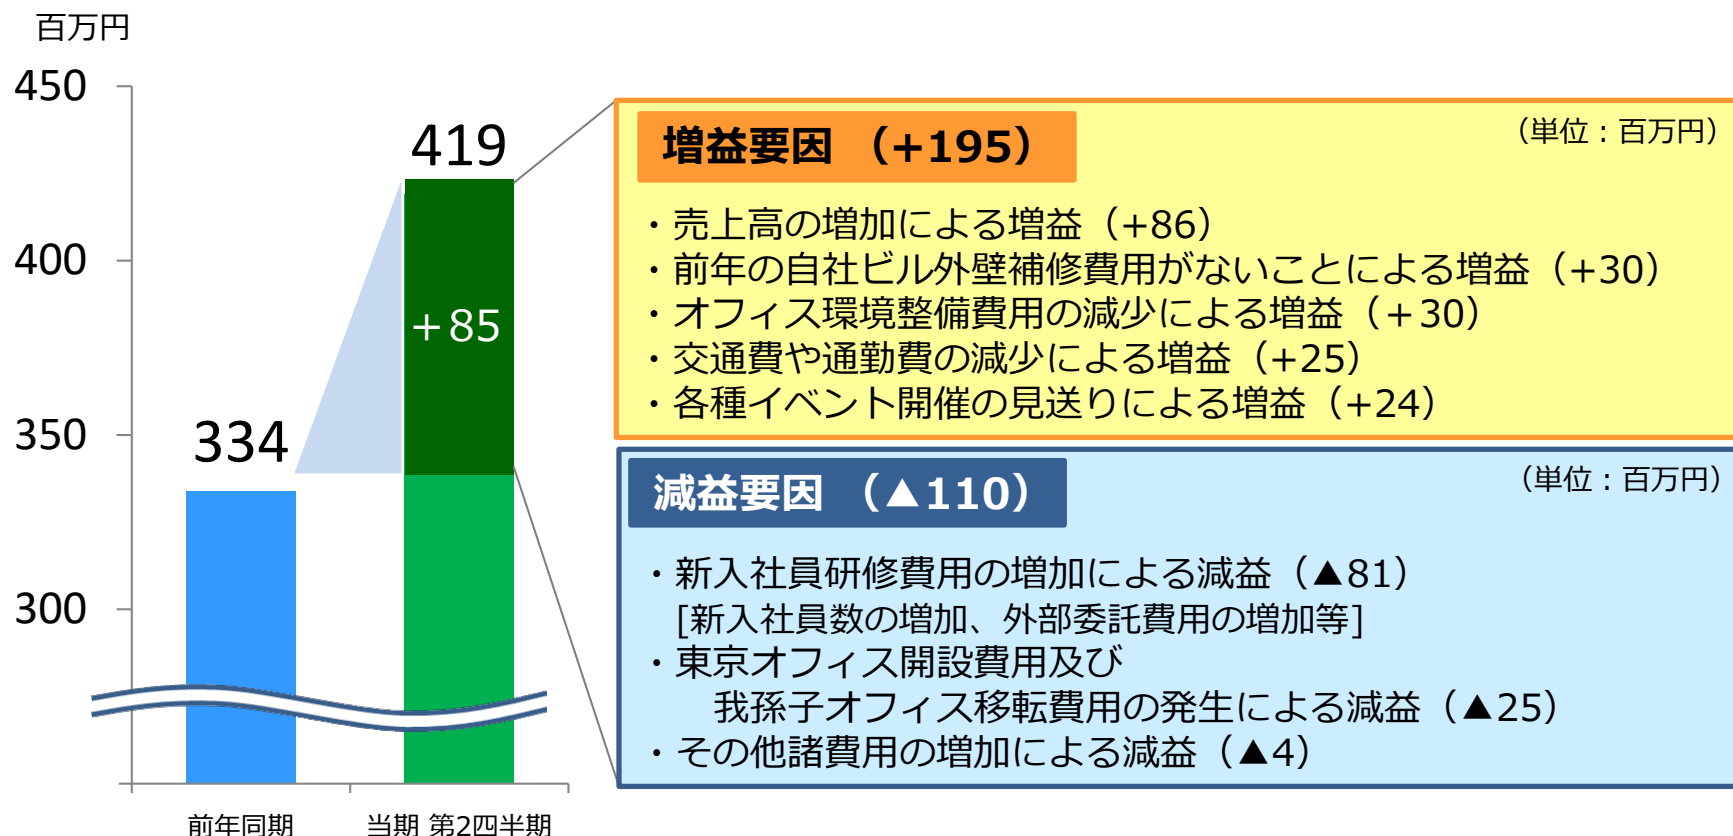 百万円
450
400
350
300
334
419
+85
前年同期
当期 第2四半期
増益要因 （+195）
（単位：百万円）
・売上高の増加による増益（+86）
・前年の自社ビル外壁補修費用がないことによる増益（+30）
・オフィス環境整備費用の減少による増益（+30）
・交通費や通勤費の減少による増益（+25）
・各種イベント開催の見送りによる増益（+24）
減益要因 （▲110）
（単位：百万円）
・新入社員研修費用の増加による減益（▲81）
[新入社員数の増加、外部委託費用の増加等]
・東京オフィス開設費用及び
我孫子オフィス移転費用の発生による減益（▲25）
・その他諸費用の増加による減益（▲4）